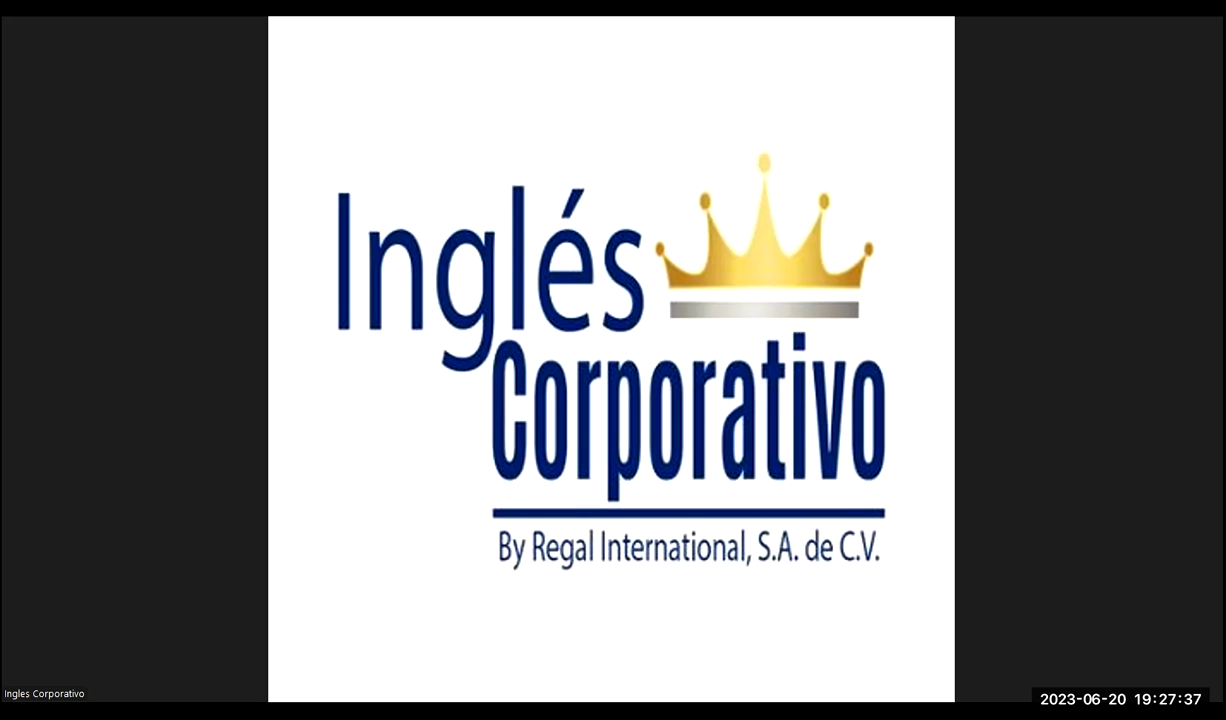 Inglés
Corporativo
By Regal International, S.A. de C.V.
Ingles Corporativo
2023-06-20 19:27:37